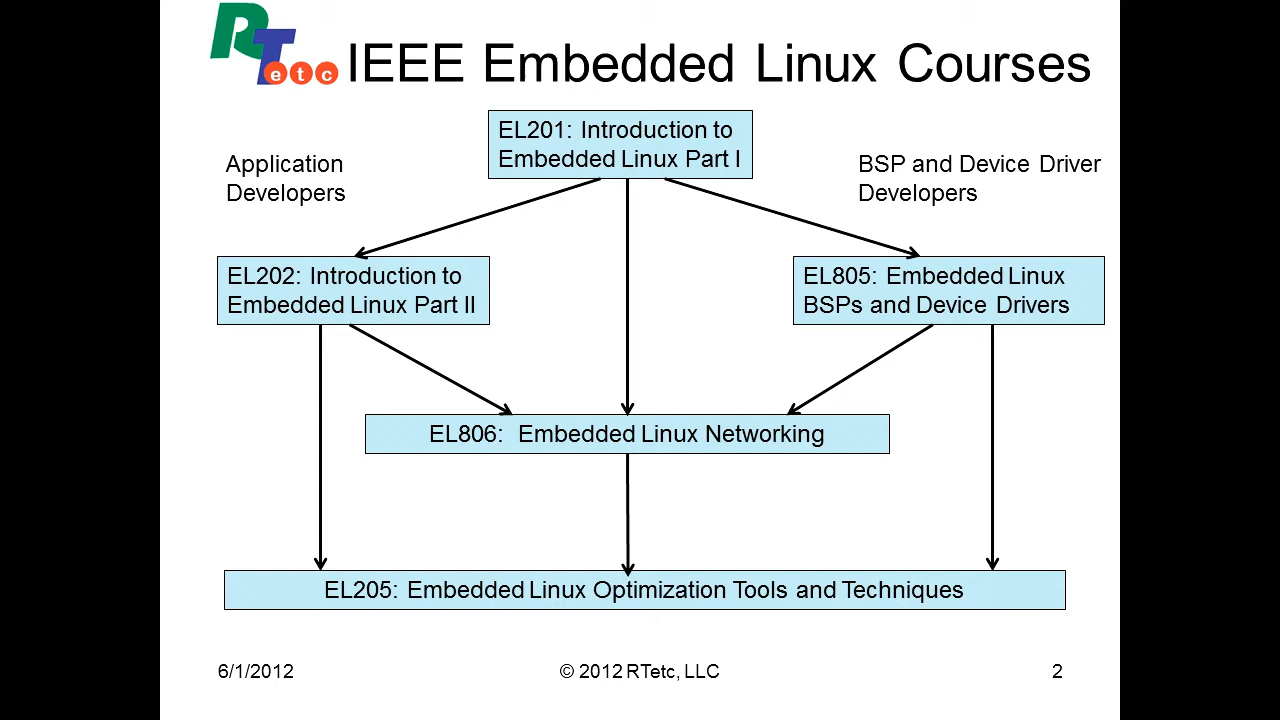 RTetc
IEEE Embedded Linux Courses
EL201: Introduction to
Embedded Linux Part I
Application
Developers
BSP and Device Driver
Developers
EL202: Introduction to
Embedded Linux Part II
EL805: Embedded Linux
BSPs and Device Drivers
EL806:  Embedded Linux Networking
EL205: Embedded Linux Optimization Tools and Techniques
6/1/2012
© 2012 RTetc, LLC
2